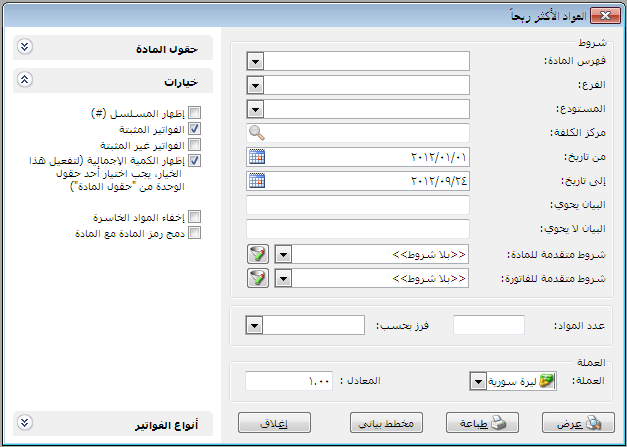 المواد الأكثر ربحاً
شروط
فهرس المادة:
الفرع:
المستودع:
مركز الكلفة:
من تاريخ: ٢٠١٢/٠١/٠١
إلى تاريخ: ٢٠١٢/٠٩/٢٤
البيان يحوي:
البيان لا يحوي:
شروط متقدمة للمادة: <<بلا شروط>>
شروط متقدمة للفاتورة: <<بلا شروط>>
عدد المواد: فرز بحسب:
العملة
العملة: ليرة سورية المعادل : ١.٠٠
عرض طباعة مخطط بياني إغلاق
حقول المادة
خيارات
إظهار المسلسل (#)
الفواتير المثبتة
الفواتير غير المثبتة
إظهار الكمية الإجمالية (لتفعيل هذا
الخيار، يجب اختيار أحد حقول
الوحدة من "حقول المادة")
إخفاء المواد الخاسرة
دمج رمز المادة مع المادة
أنواع الفواتير